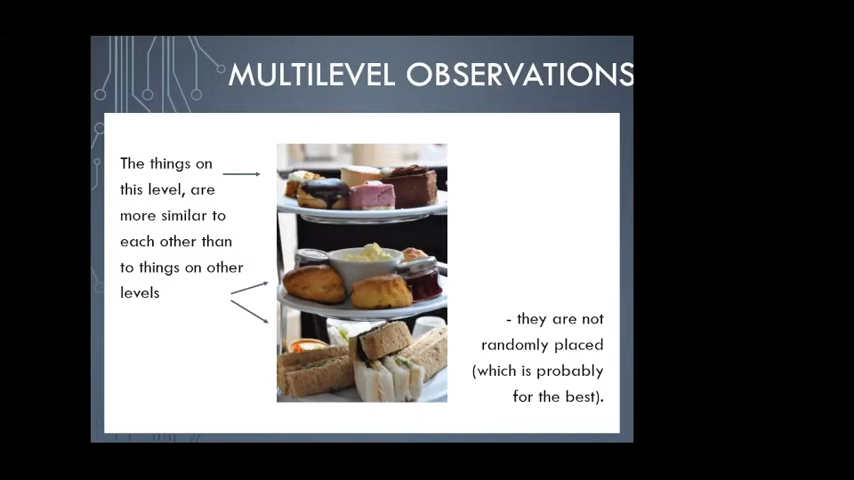 MULTILEVEL OBSERVATIONS
The things on
this level, are
more similar to
each other than
to things on other
levels
- they are not
randomly placed
(which is probably
for the best).